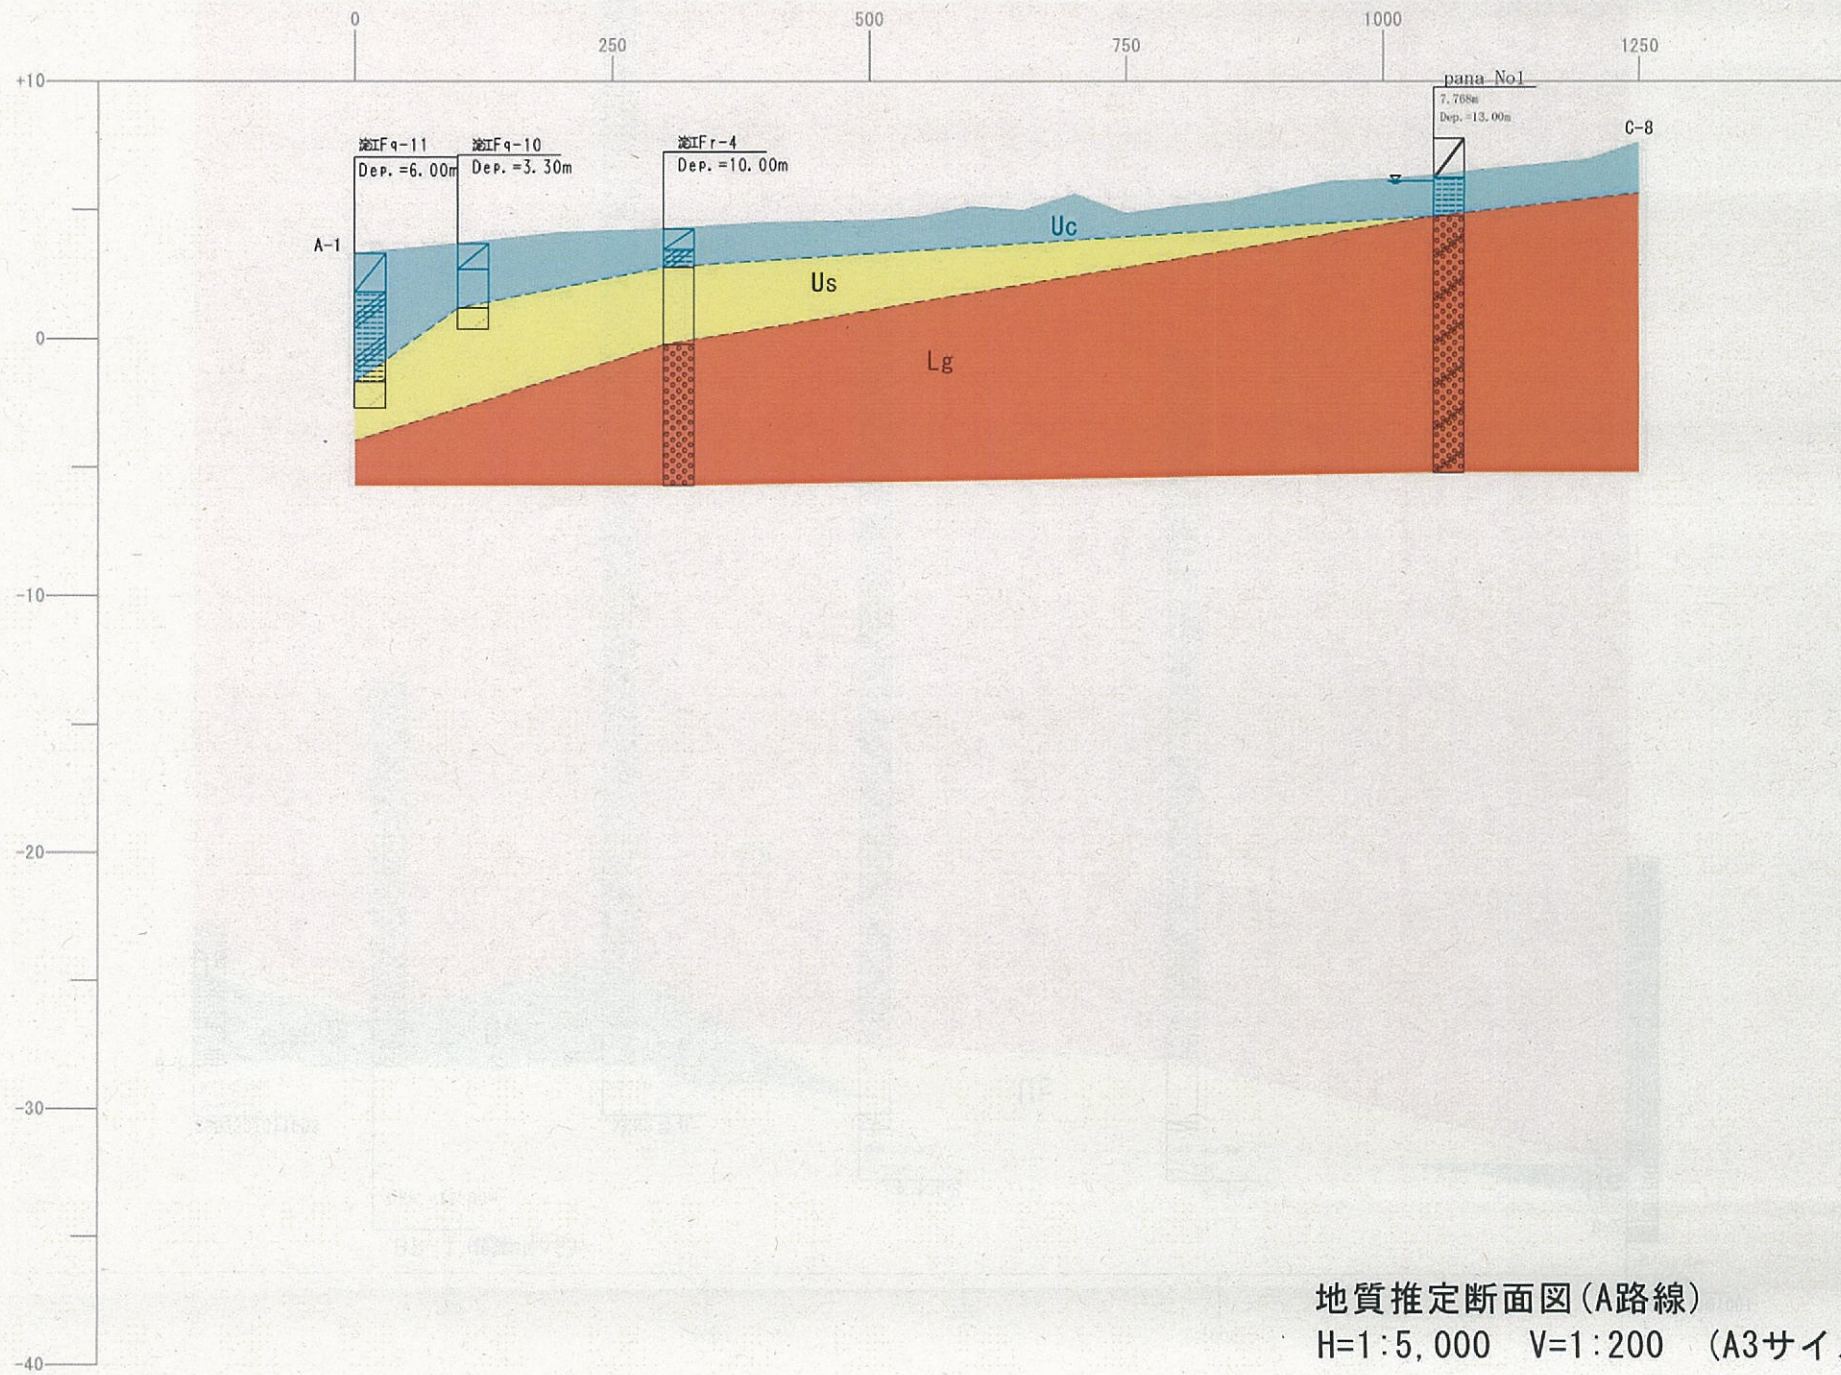 0 500 1000
250 750 1250
+10
pana No1
7.768m
Dep.=13.00m
C-8
淀江Fq-11
Dep.=6.00m
淀江Fq-10
Dep.=3.30m
淀江Fr-4
Dep.=10.00m
A-1
Uc
Us
0
Lg
-10
-20
-30
-40
地質推定断面図(A路線)
H=1:5,000 V=1:200 (A3サイ